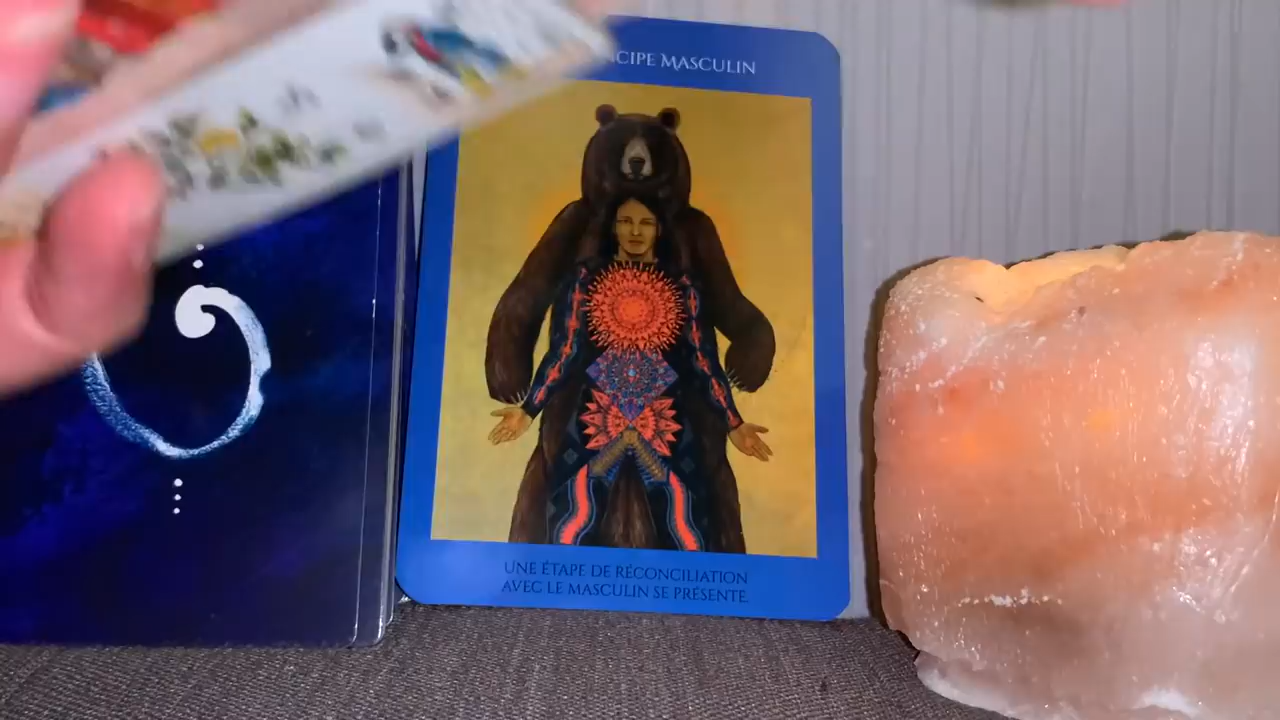 CIPE MASCULIN
UNE ÉTAPE DE RÉCONCILIATION
AVEC LE MASCULIN SE PRÉSENTE.